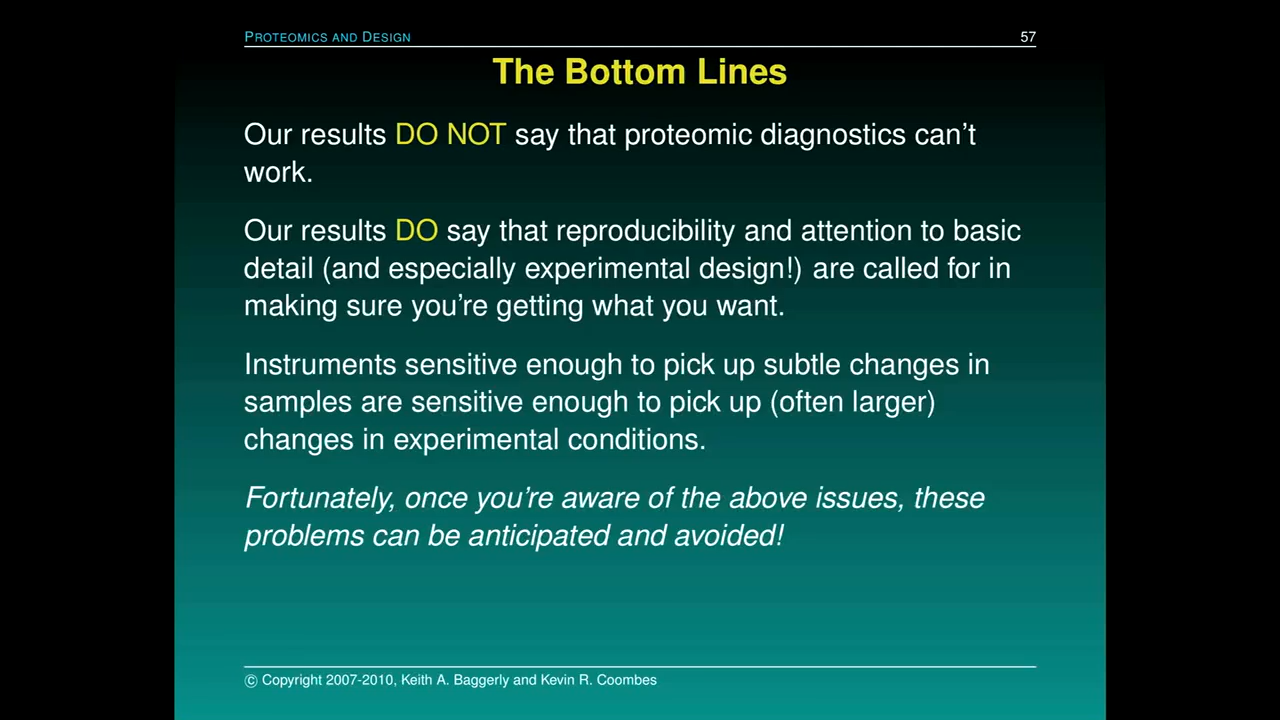 PROTEOMICS AND DESIGN 57
The Bottom Lines
Our results DO NOT say that proteomic diagnostics can't
work.
Our results DO say that reproducibility and attention to basic
detail (and especially experimental design!) are called for in
making sure you're getting what you want.
Instruments sensitive enough to pick up subtle changes in
samples are sensitive enough to pick up (often larger)
changes in experimental conditions.
Fortunately, once you're aware of the above issues, these
problems can be anticipated and avoided!
© Copyright 2007-2010, Keith A. Baggerly and Kevin R. Coombes